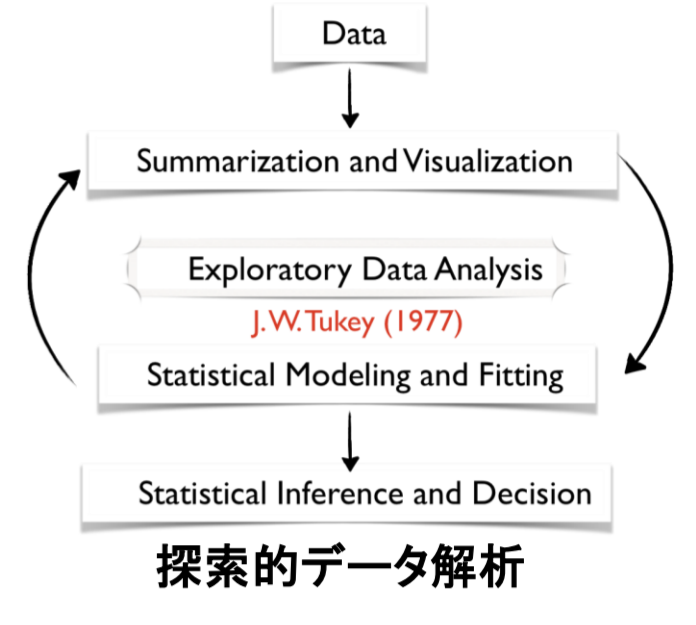 Data
Summarization and Visualization
Exploratory Data Analysis
J.W.Tukey (1977)
Statistical Modeling and Fitting
Statistical Inference and Decision
探索的データ解析